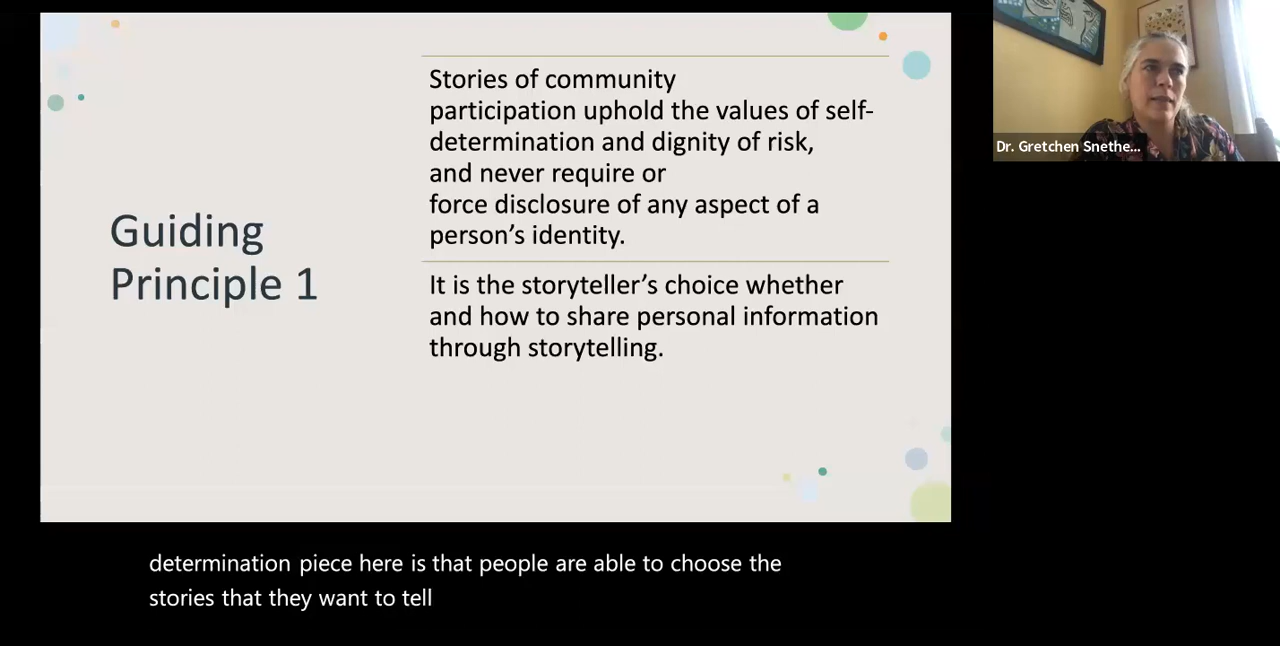 Guiding
Principle 1
Stories of community
participation uphold the values of self-
determination and dignity of risk,
and never require or
force disclosure of any aspect of a
person’s identity.
It is the storyteller’s choice whether
and how to share personal information
through storytelling.
Dr. Gretchen Snethe...
determination piece here is that people are able to choose the
stories that they want to tell